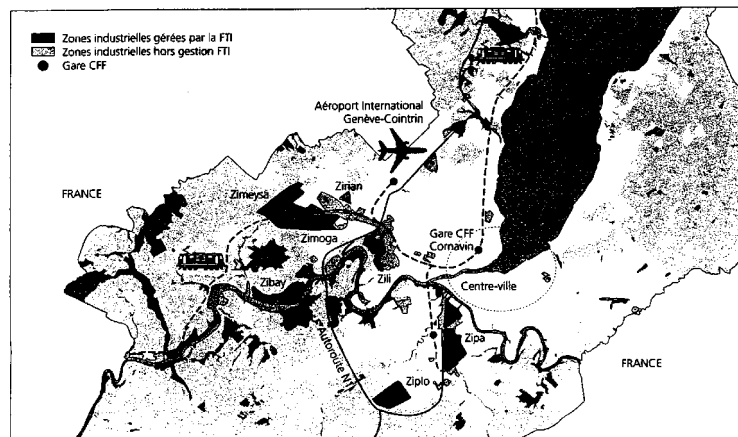 Zones industrielles gérées par la FTI
Zones industrielles hors gestion FTI
Gare CFF
Aéroport International
Genève-Cointrin
FRANCE
Zimeysa
Zirian
Zimoga
Gare CFF
Cornavin
Zibay
Zili
Centre-ville
Autoroute N1
Zipa
FRANCE
Ziplo